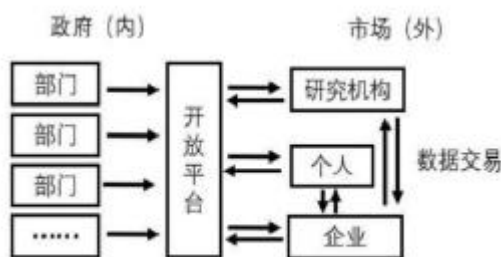 政府（内）
市场（外）
部门
部门
部门
……
开放平台
研究机构
个人
企业
数据交易